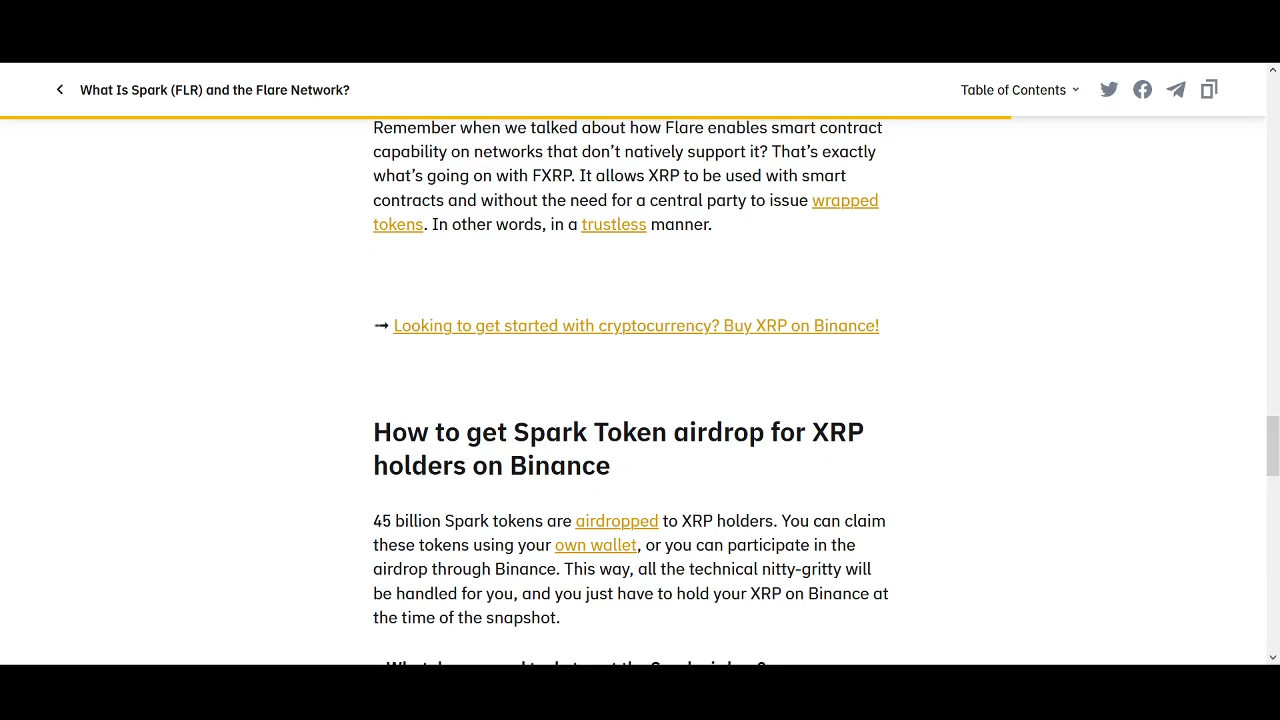 What Is Spark (FLR) and the Flare Network?
Table of Contents
Remember when we talked about how Flare enables smart contract
capability on networks that don’t natively support it? That’s exactly
what’s going on with FXRP. It allows XRP to be used with smart
contracts and without the need for a central party to issue wrapped
tokens. In other words, in a trustless manner.
➟ Looking to get started with cryptocurrency? Buy XRP on Binance!
How to get Spark Token airdrop for XRP
holders on Binance
45 billion Spark tokens are airdropped to XRP holders. You can claim
these tokens using your own wallet, or you can participate in the
airdrop through Binance. This way, all the technical nitty-gritty will
be handled for you, and you just have to hold your XRP on Binance at
the time of the snapshot.